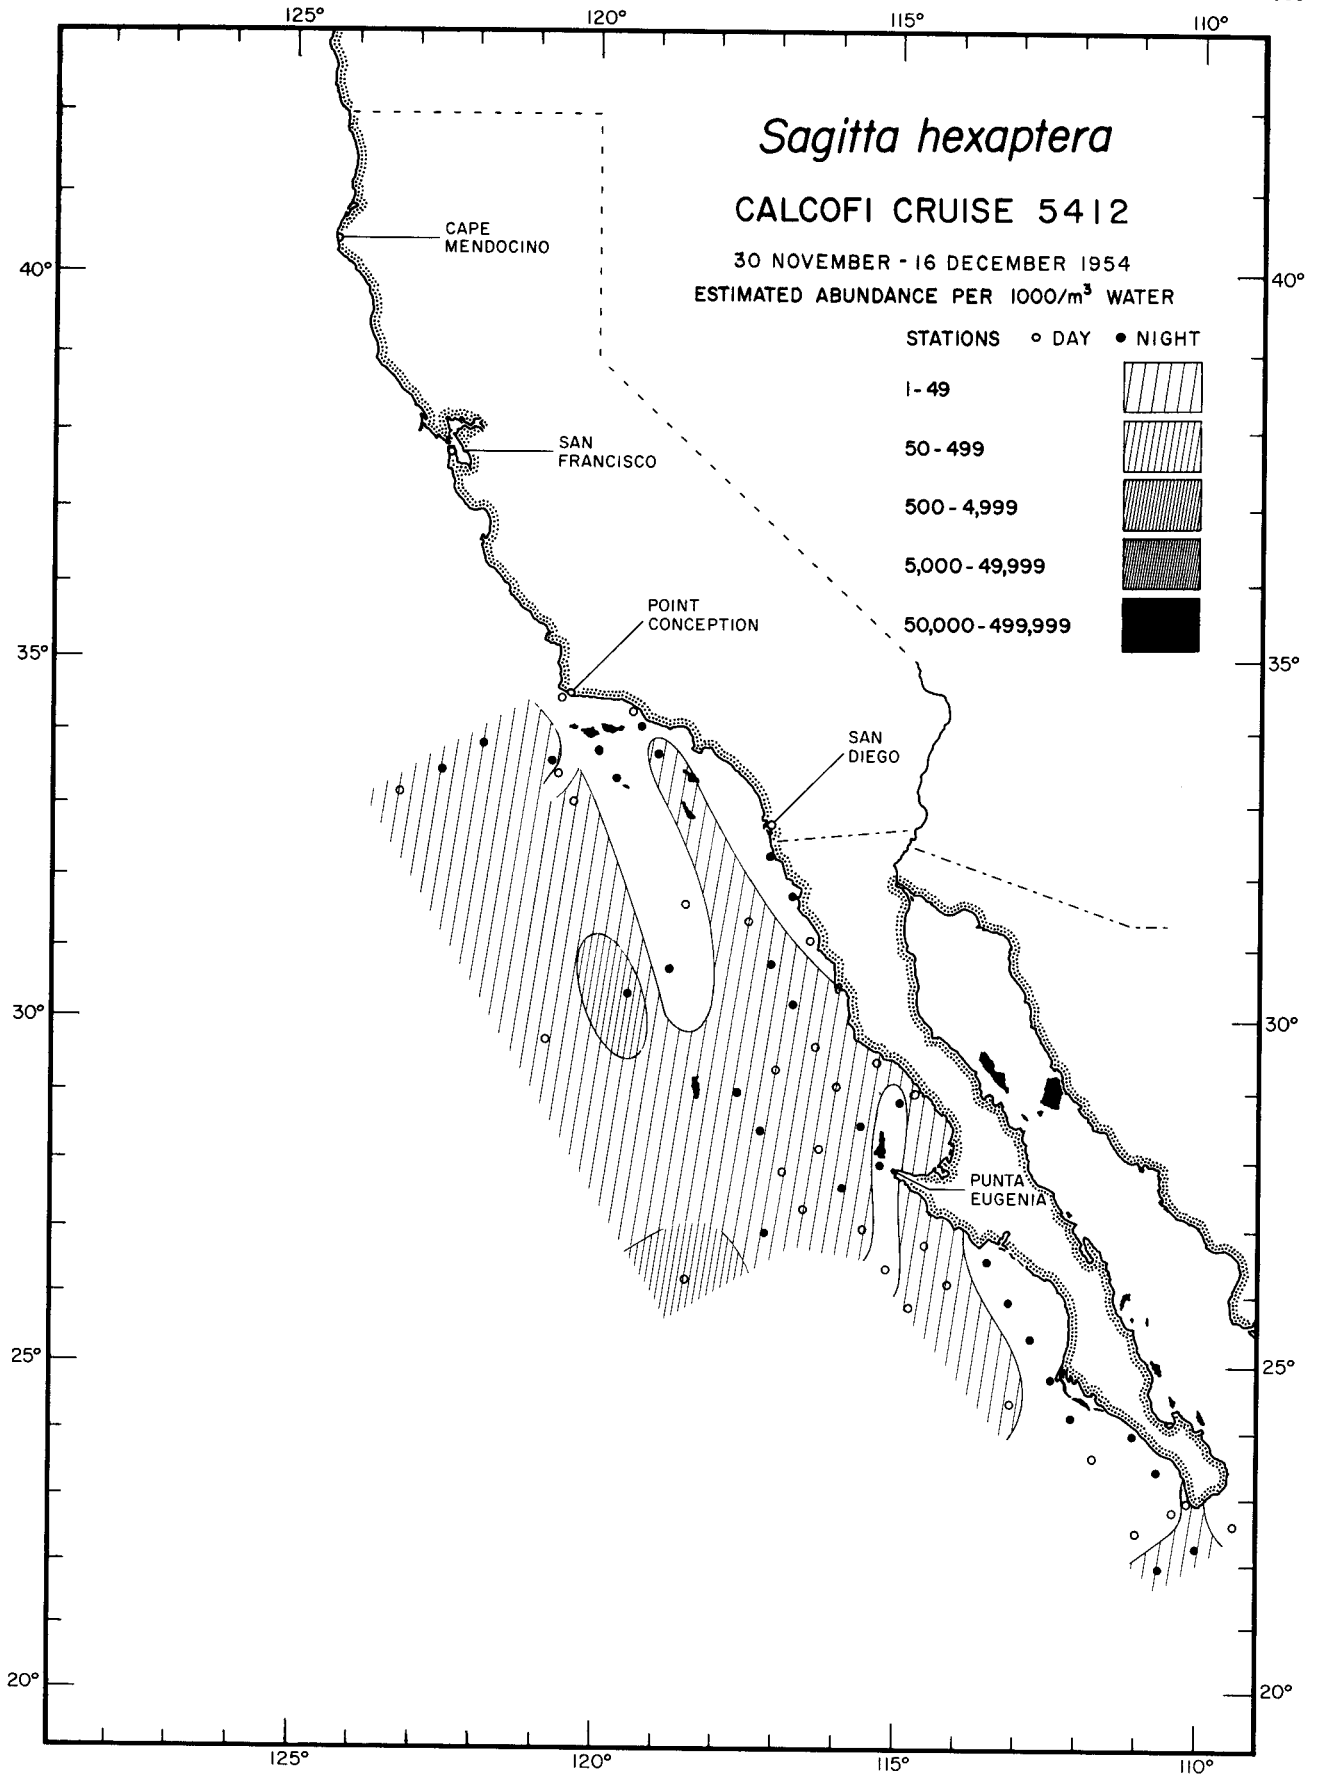 125° 120° 115° 110°
Sagitta hexaptera
CALCOFI CRUISE 5412
30 NOVEMBER - 16 DECEMBER 1954
ESTIMATED ABUNDANCE PER 1000/m³ WATER
STATIONS ○ DAY ● NIGHT
1-49
50-499
500-4,999
5,000-49,999
50,000-499,999
CAPE
MENDOCINO
40° 40°
SAN
FRANCISCO
POINT
CONCEPTION
35° 35°
SAN
DIEGO
30° 30°
PUNTA
EUGENIA
25° 25°
20° 20°
125° 120° 115° 110°